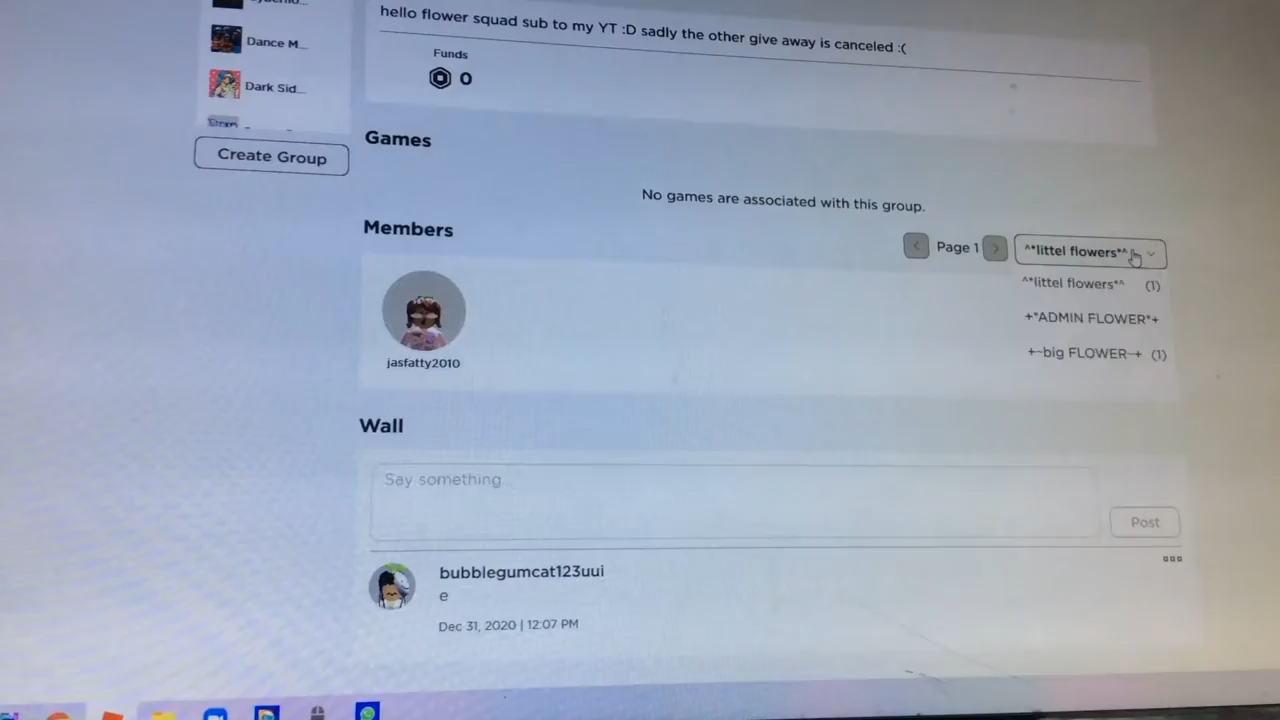 hello flower squad sub to my YT :D sadly the other give away is canceled :(
Dance M...
Funds
0
Dark Sid...
Create Group
Games
No games are associated with this group.
Members
Page 1
^*littel flowers*^
^*littel flowers*^ (1)
+*ADMIN FLOWER*+
+~big FLOWER~+ (1)
jasfatty2010
Wall
Say something
Post
bubblegumcat123uui
e
Dec 31, 2020 | 12:07 PM